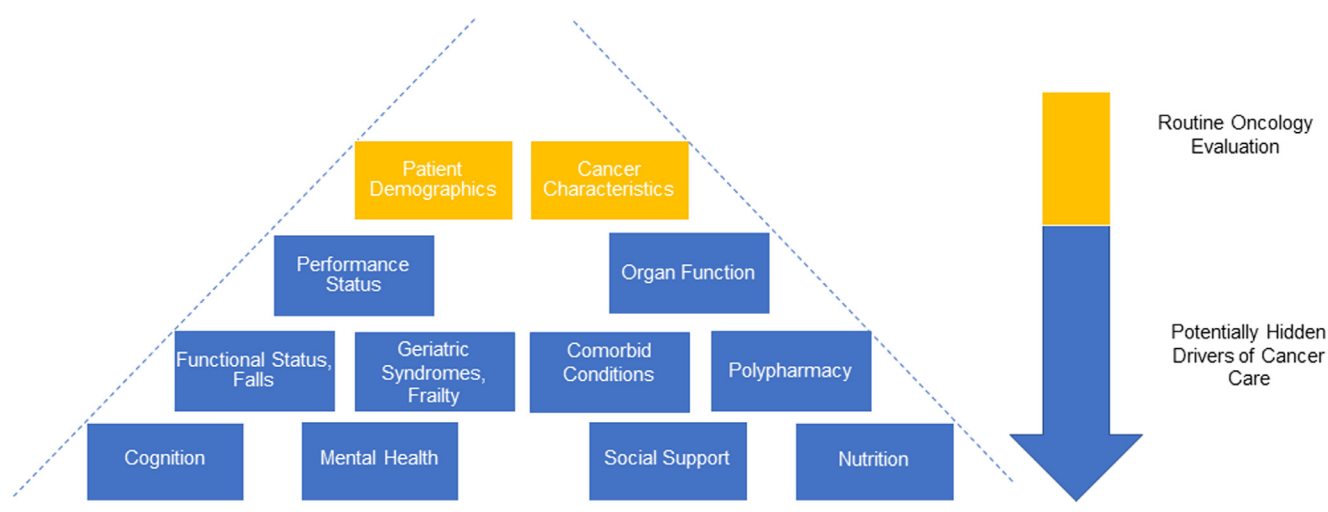 Patient
Demographics
Cancer
Characteristics
Routine Oncology
Evaluation
Performance
Status
Organ Function
Functional Status,
Falls
Geriatric
Syndromes,
Frailty
Comorbid
Conditions
Polypharmacy
Potentially Hidden
Drivers of Cancer
Care
Cognition
Mental Health
Social Support
Nutrition